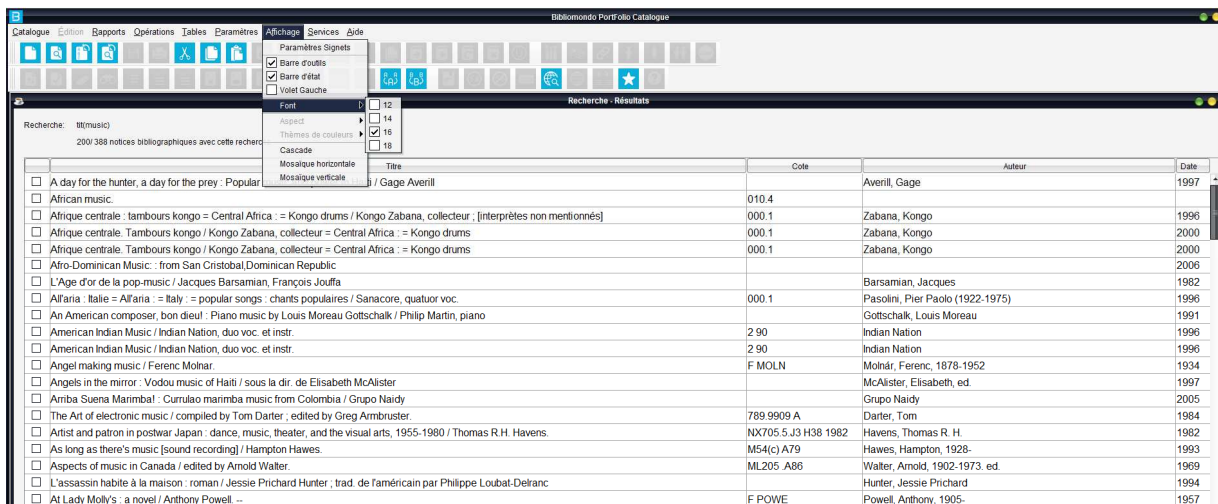 Bibliomondo PortFolio Catalogue
Catalogue Édition Rapports Opérations Tables Paramètres Affichage Services Aide
Paramètres Signets
Barre d'outils
Barre d'état
Volet Gauche
Font
12
14
16
18
Aspect
Thèmes de couleurs
Cascade
Mosaïque horizontale
Mosaïque verticale
Recherche - Résultats
Recherche: tit(music)
200/ 388 notices bibliographiques avec cette recherc
Titre Cote Auteur Date
A day for the hunter, a day for the prey : Popular / Gage Averill Averill, Gage 1997
African music. 010.4
Afrique centrale : tambours kongo = Central Africa : = Kongo drums / Kongo Zabana, collecteur ; [interprètes non mentionnés] 000.1 Zabana, Kongo 1996
Afrique centrale. Tambours kongo / Kongo Zabana, collecteur = Central Africa : = Kongo drums 000.1 Zabana, Kongo 2000
Afrique centrale. Tambours kongo / Kongo Zabana, collecteur = Central Africa : = Kongo drums 000.1 Zabana, Kongo 2000
Afro-Dominican Music: : from San Cristobal,Dominican Republic 2006
L'Age d'or de la pop-music / Jacques Barsamian, François Jouffa Barsamian, Jacques 1982
All'aria : Italie = All'aria : = Italy : = popular songs : chants populaires / Sanacore, quatuor voc. 000.1 Pasolini, Pier Paolo (1922-1975) 1996
An American composer, bon dieu! : Piano music by Louis Moreau Gottschalk / Philip Martin, piano Gottschalk, Louis Moreau 1991
American Indian Music / Indian Nation, duo voc. et instr. 2 90 Indian Nation 1996
American Indian Music / Indian Nation, duo voc. et instr. 2 90 Indian Nation 1996
Angel making music / Ferenc Molnar. F MOLN Molnár, Ferenc, 1878-1952 1934
Angels in the mirror : Vodou music of Haiti / sous la dir. de Elisabeth McAlister McAlister, Elisabeth, ed. 1997
Arriba Suena Marimba! : Currulao marimba music from Colombia / Grupo Naidy Grupo Naidy 2005
The Art of electronic music / compiled by Tom Darter ; edited by Greg Armbruster. 789.9909 A Darter, Tom 1984
Artist and patron in postwar Japan : dance, music, theater, and the visual arts, 1955-1980 / Thomas R.H. Havens. NX705.5.J3 H38 1982 Havens, Thomas R. H. 1982
As long as there's music [sound recording] / Hampton Hawes. M54(c) A79 Hawes, Hampton, 1928- 1993
Aspects of music in Canada / edited by Arnold Walter. ML205 .A86 Walter, Arnold, 1902-1973. ed. 1969
L'assassin habite à la maison : roman / Jessie Prichard Hunter ; trad. de l'américain par Philippe Loubat-Delranc Hunter, Jessie Prichard 1994
At Lady Molly's : a novel / Anthony Powell. -- F POWE Powell, Anthony, 1905- 1957